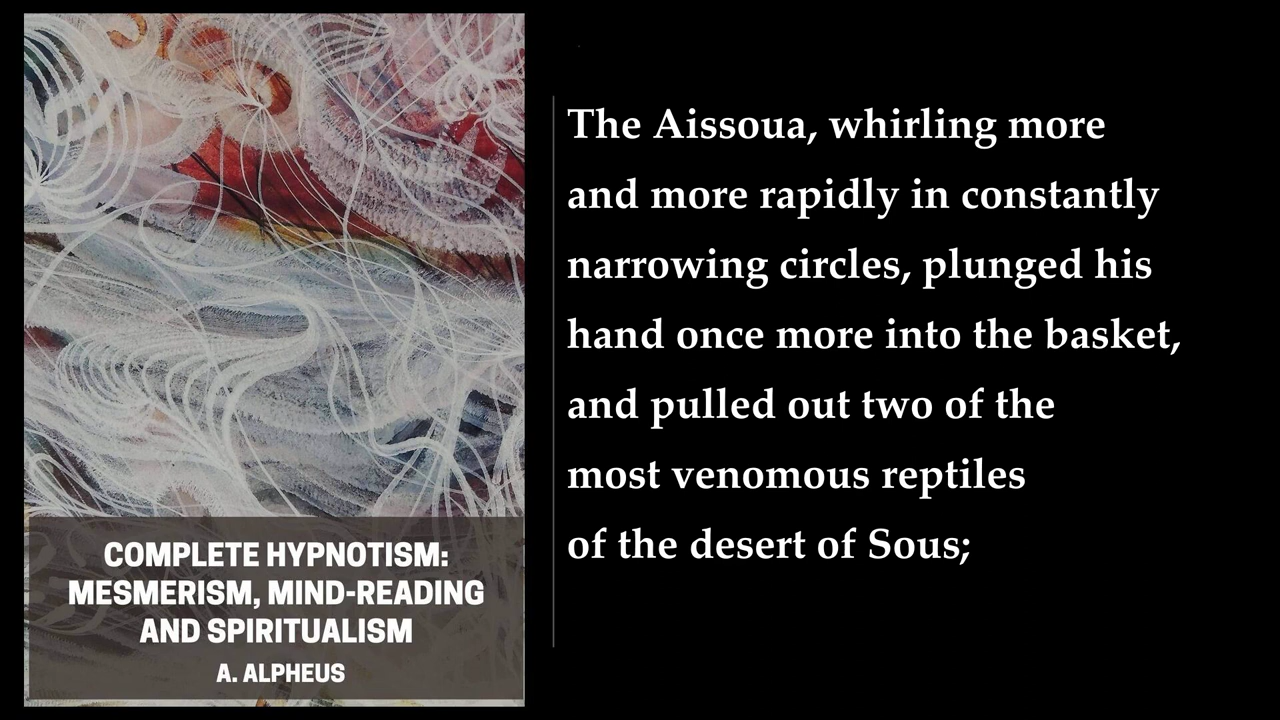 The Aissoua, whirling more
and more rapidly in constantly
narrowing circles, plunged his
hand once more into the basket,
and pulled out two of the
most venomous reptiles
of the desert of Sous;
COMPLETE HYPNOTISM:
MESMERISM, MIND-READING
AND SPIRITUALISM
A. ALPHEUS